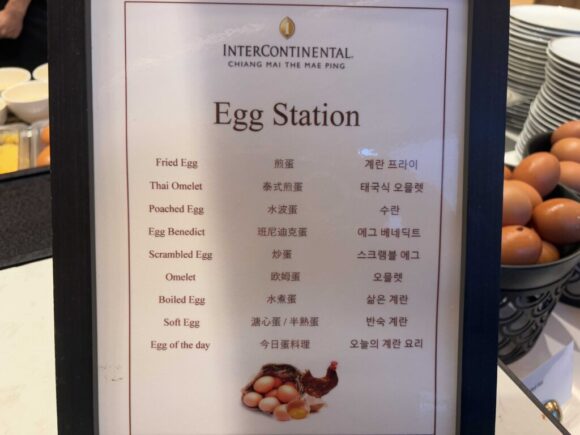 INTERCONTINENTAL
CHIANG MAI THE MAE PING
Egg Station
Fried Egg 煎蛋 계란 프라이
Thai Omelet 泰式煎蛋 태국식 오믈렛
Poached Egg 水波蛋 수란
Egg Benedict 班尼迪克蛋 에그 베네딕트
Scrambled Egg 炒蛋 스크램블 에그
Omelet 欧姆蛋 오믈렛
Boiled Egg 水煮蛋 삶은 계란
Soft Egg 溏心蛋 / 半熟蛋 반숙 계란
Egg of the day 今日蛋料理 오늘의 계란 요리